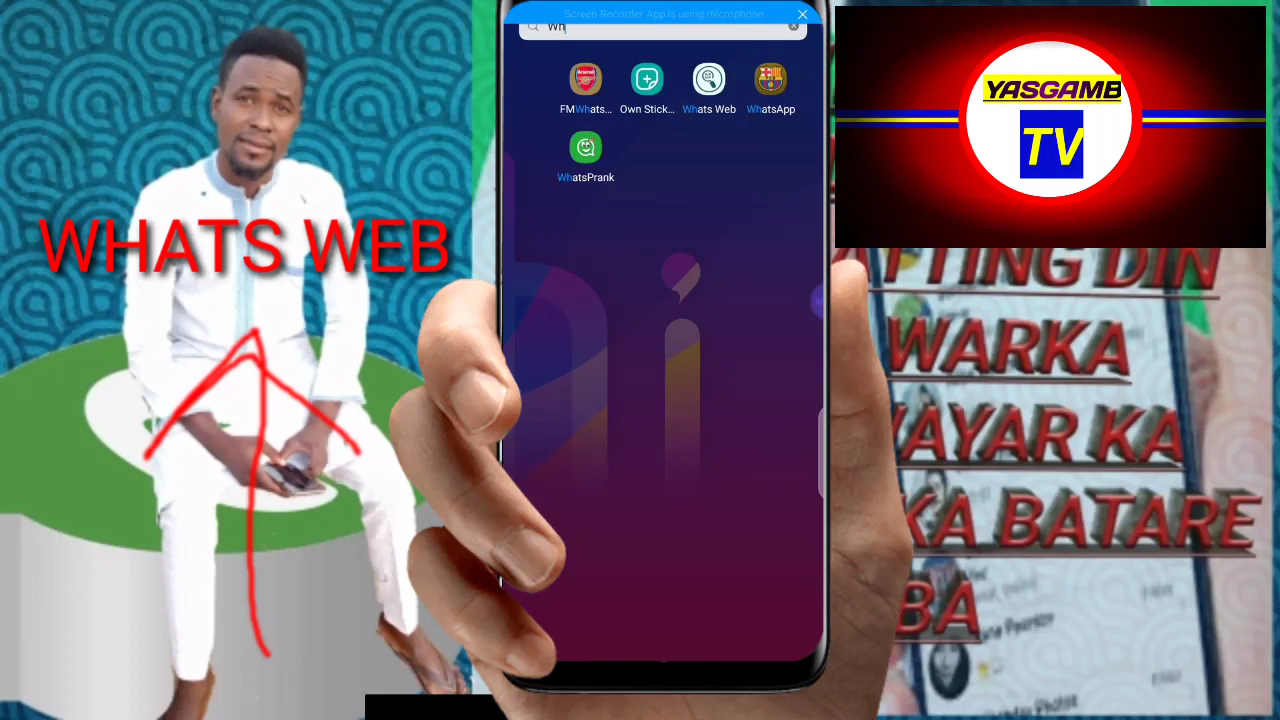 WHATS WEB
Screen Recorder App is using microphone
Wh
FMWhats...
Own Stick...
Whats Web
WhatsApp
WhatsPrank
YASGAMB
TV
TTING DIN
WARKA
AYAR KA
KA BATARE
BA